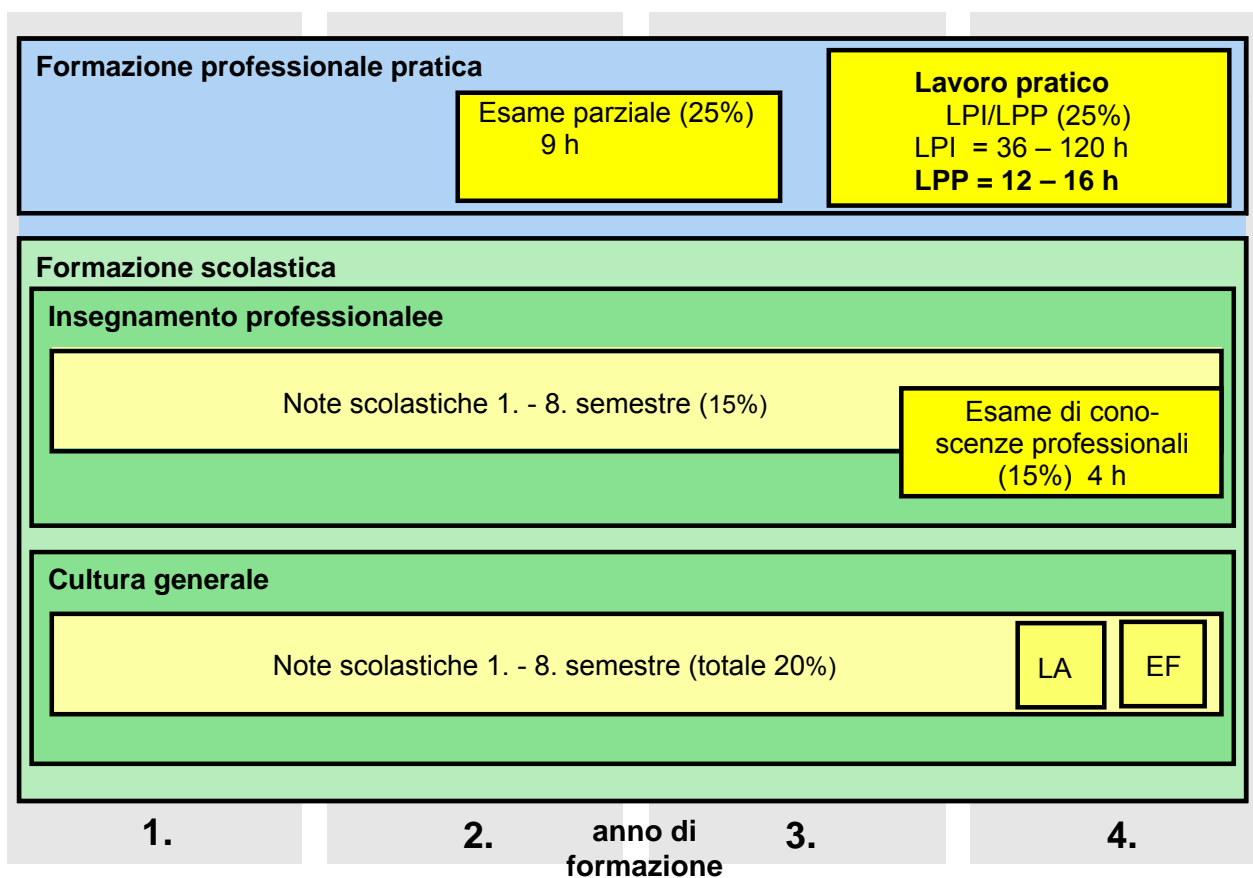 Formazione professionale pratica
Esame parziale (25%)
9 h
Lavoro pratico
LPI/LPP (25%)
LPI = 36 – 120 h
LPP = 12 – 16 h
Formazione scolastica
Insegnamento professionalee
Note scolastiche 1. - 8. semestre (15%)
Esame di cono-
scenze professionali
(15%) 4 h
Cultura generale
Note scolastiche 1. - 8. semestre (totale 20%)
LA
EF
1.
2.
anno di
formazione
3.
4.